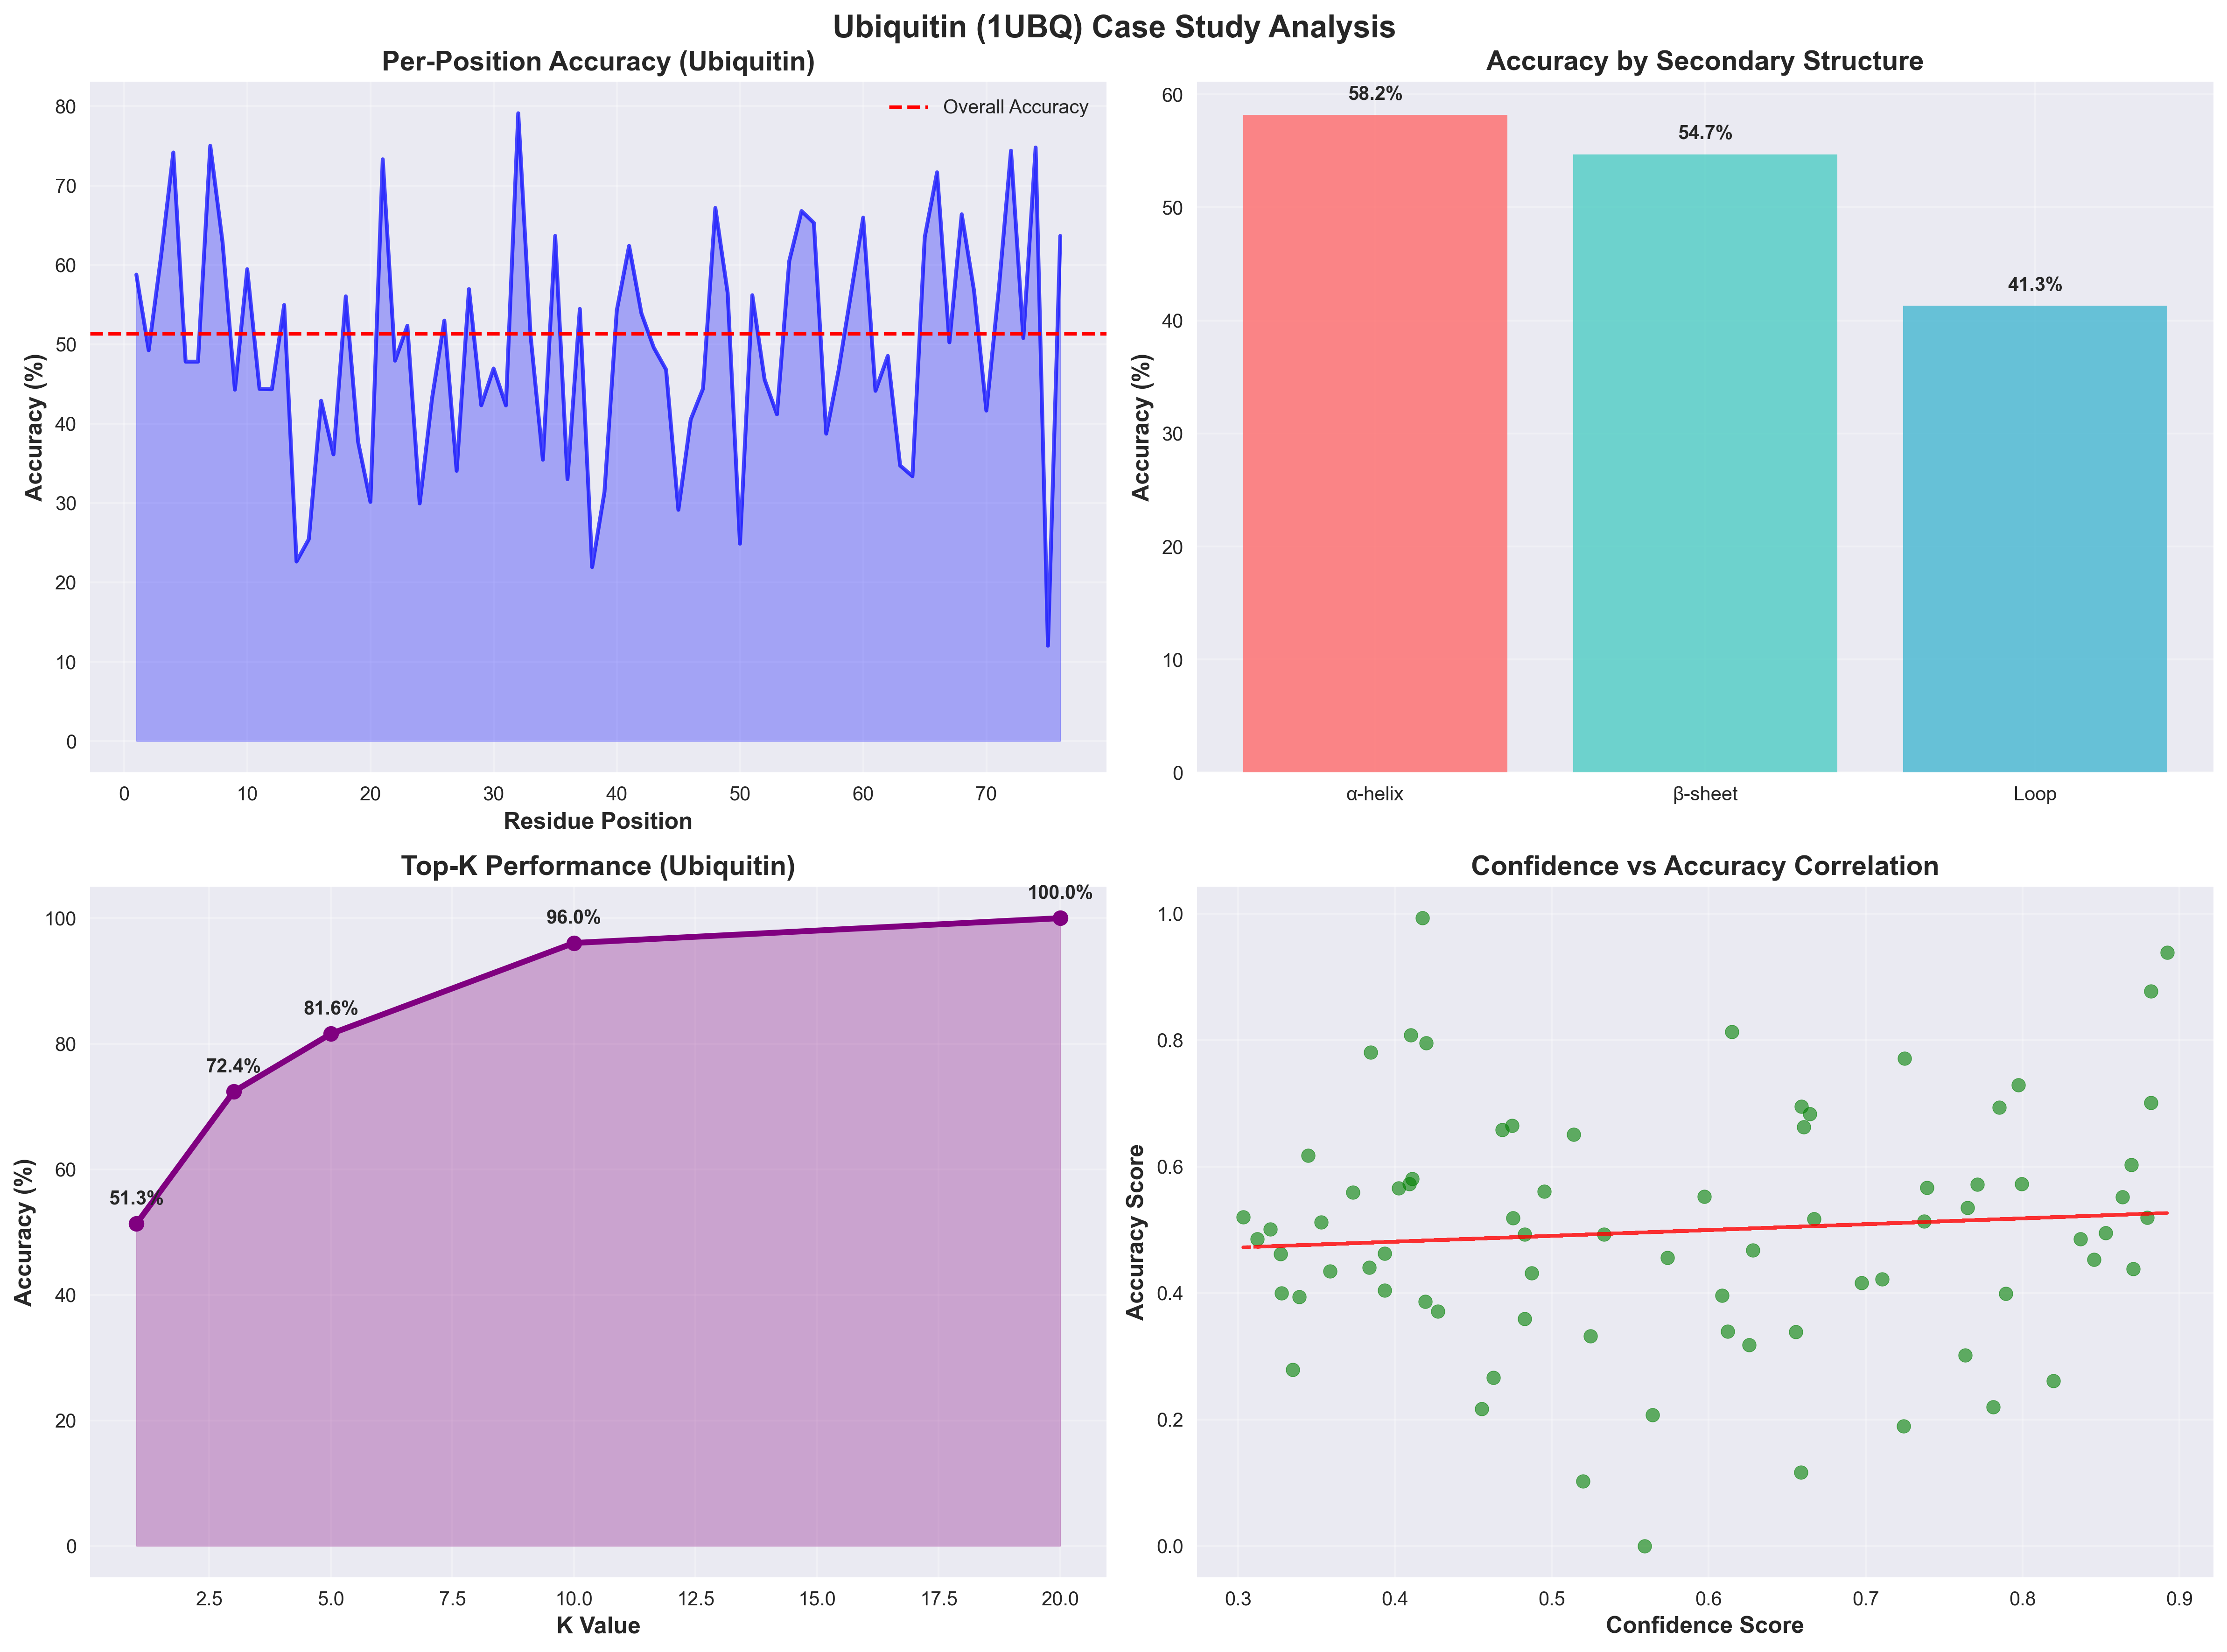 Ubiquitin (1UBQ) Case Study Analysis
Per-Position Accuracy (Ubiquitin)
Overall Accuracy
Accuracy (%)
80
70
60
50
40
30
20
10
0
0 10 20 30 40 50 60 70
Residue Position
Accuracy by Secondary Structure
Accuracy (%)
60
50
40
30
20
10
0
58.2%
54.7%
41.3%
α-helix β-sheet Loop
Top-K Performance (Ubiquitin)
Accuracy (%)
100
80
60
40
20
0
51.3%
72.4%
81.6%
96.0%
100.0%
2.5 5.0 7.5 10.0 12.5 15.0 17.5 20.0
K Value
Confidence vs Accuracy Correlation
Accuracy Score
1.0
0.8
0.6
0.4
0.2
0.0
0.3 0.4 0.5 0.6 0.7 0.8 0.9
Confidence Score